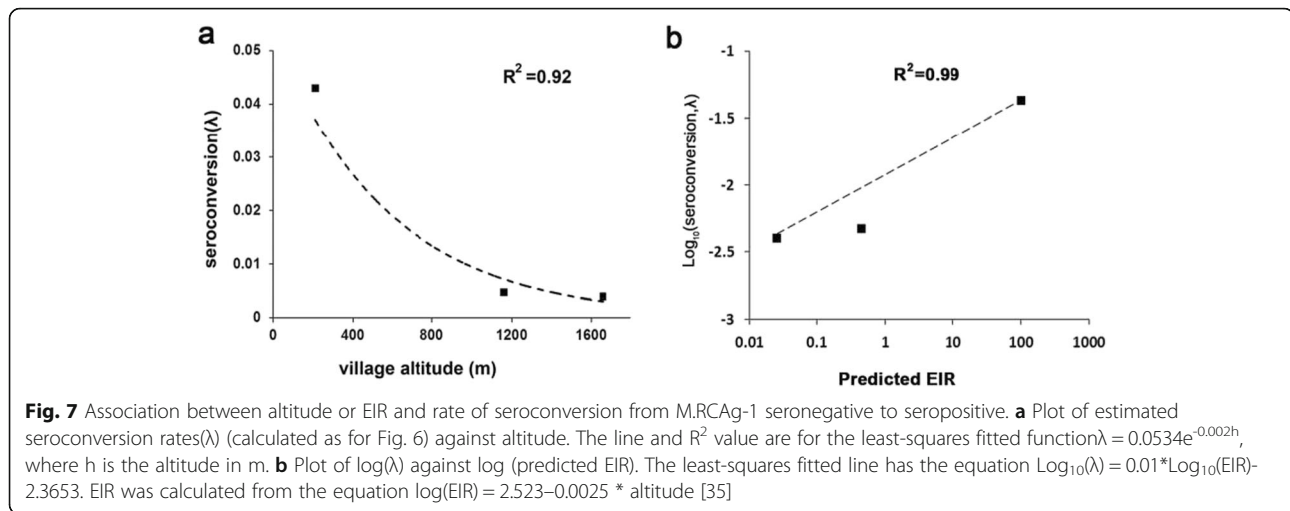 a
0.05
0.04
0.03
0.02
0.01
0
seroconversion(λ)
R2 =0.92
0 400 800 1200 1600
village altitude (m)
b
-1
-1.5
-2
-2.5
-3
Log10(seroconversion,λ)
R2=0.99
0.01 0.1 1 10 100 1000
Predicted EIR
Fig. 7 Association between altitude or EIR and rate of seroconversion from M.RCAg-1 seronegative to seropositive. a Plot of estimated
seroconversion rates(λ) (calculated as for Fig. 6) against altitude. The line and R2 value are for the least-squares fitted functionλ = 0.0534e-0.002h,
where h is the altitude in m. b Plot of log(λ) against log (predicted EIR). The least-squares fitted line has the equation Log10(λ) = 0.01*Log10(EIR)-
2.3653. EIR was calculated from the equation log(EIR) = 2.523–0.0025 * altitude [35]